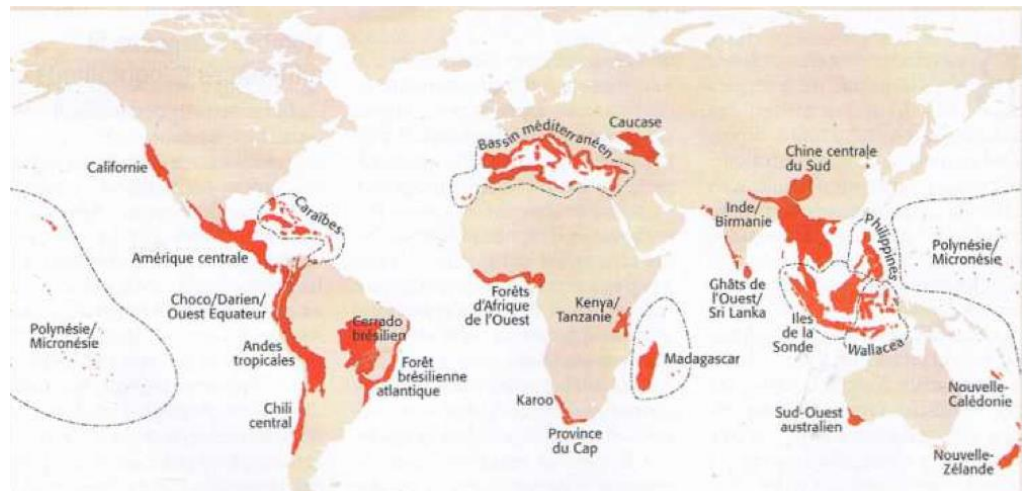 Californie
Caraïbes
Amérique centrale
Choco/Darien/
Ouest Equateur
Polynésie/
Micronésie
Andes
tropicales
Cerrado
brésilien
Forêt
brésilienne
atlantique
Chili
central
Bassin méditerranéen
Caucase
Forêts
d'Afrique
de l'Ouest
Kenya/
Tanzanie
Madagascar
Karoo
Province
du Cap
Chine centrale
du Sud
Inde/
Birmanie
Philippines
Polynésie/
Micronésie
Ghâts de
l'Ouest/
Sri Lanka
Iles
de la
Sonde
Wallacea
Sud-Ouest
australien
Nouvelle-
Calédonie
Nouvelle-
Zélande